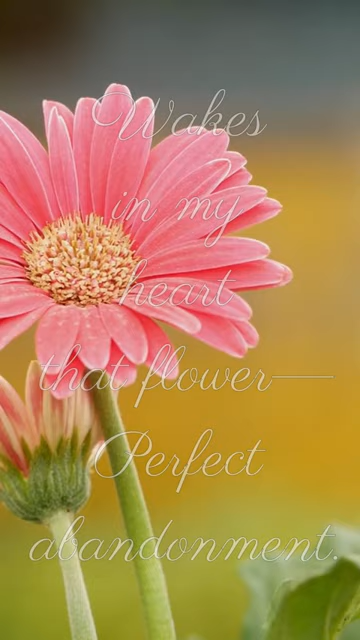 Wakes
in my
heart
that flower—
Perfect
abandonment.